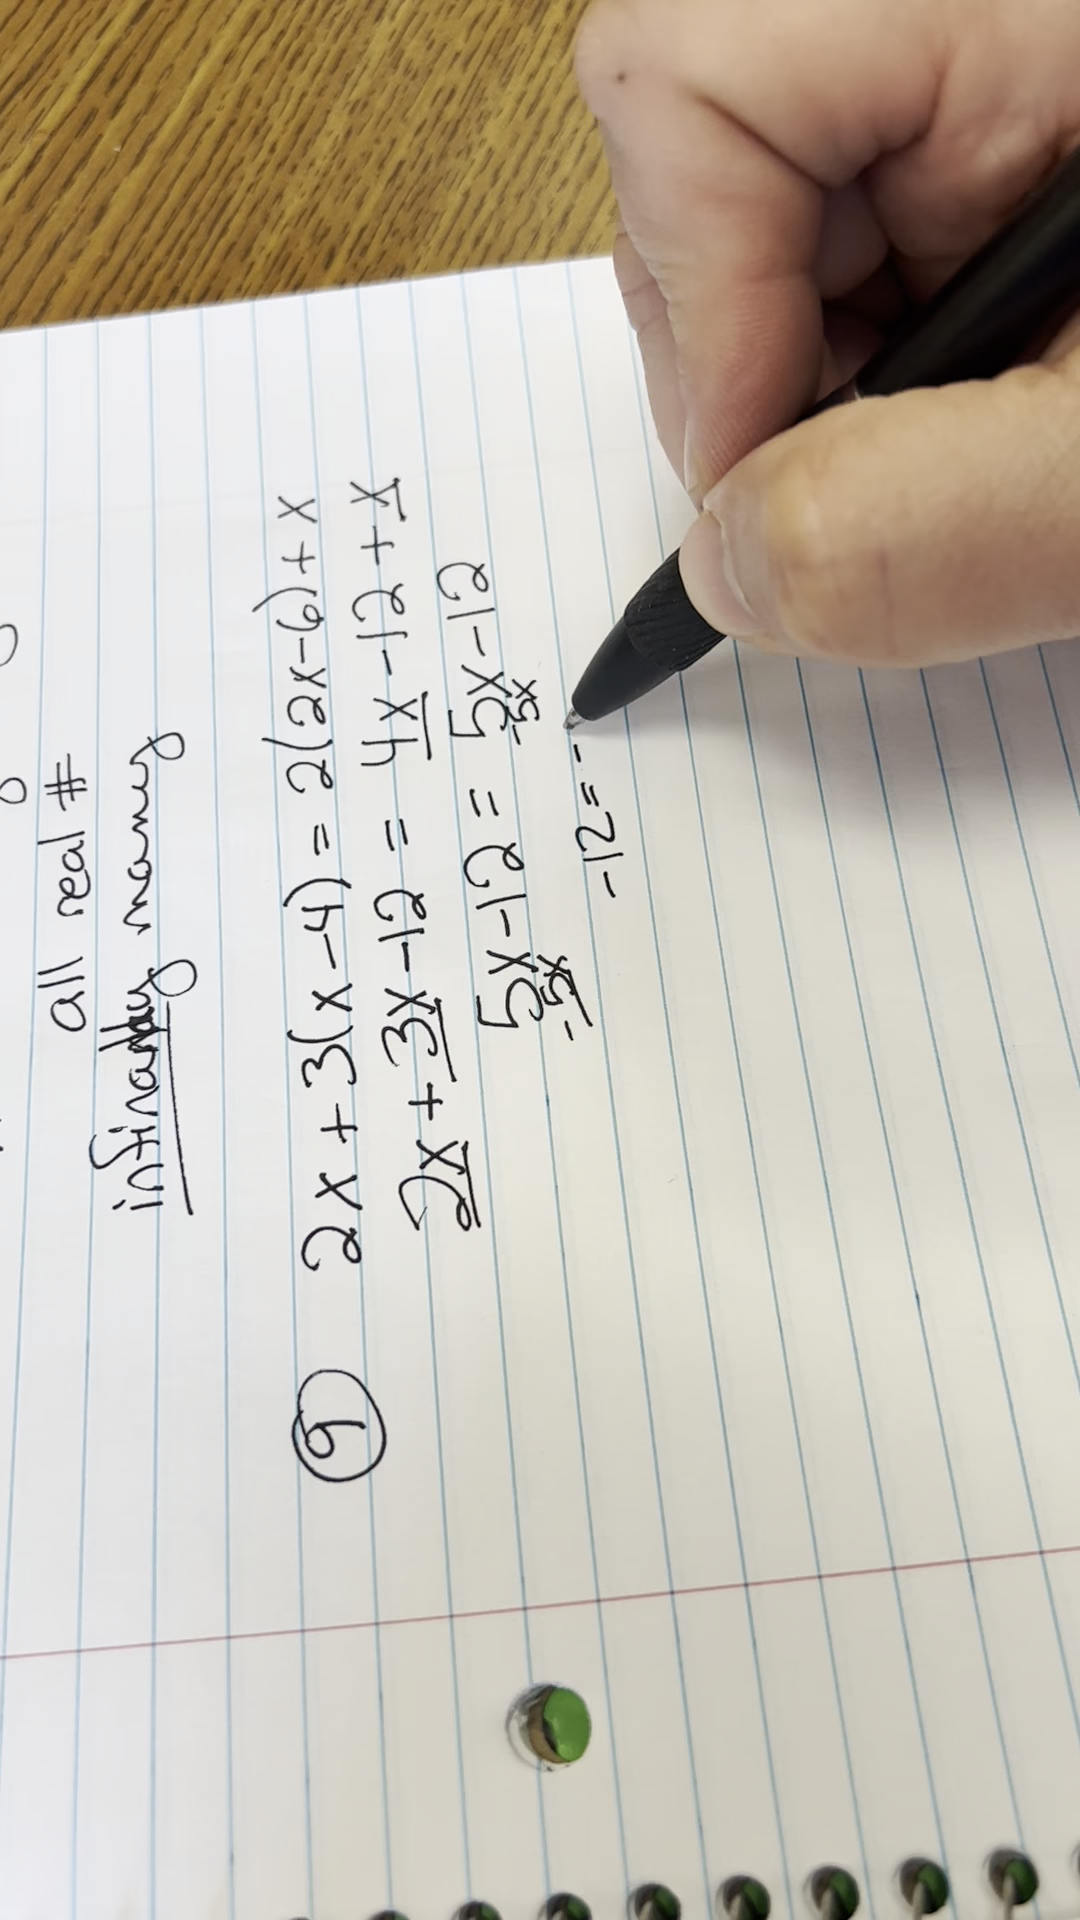 all real #
many
9 2x + 3(x - 4) = 2(2x - 6) + x
2x + 3x - 12 = 4x - 12 + x
5x - 12 = 5x - 12
-5x -5x
-12 = -